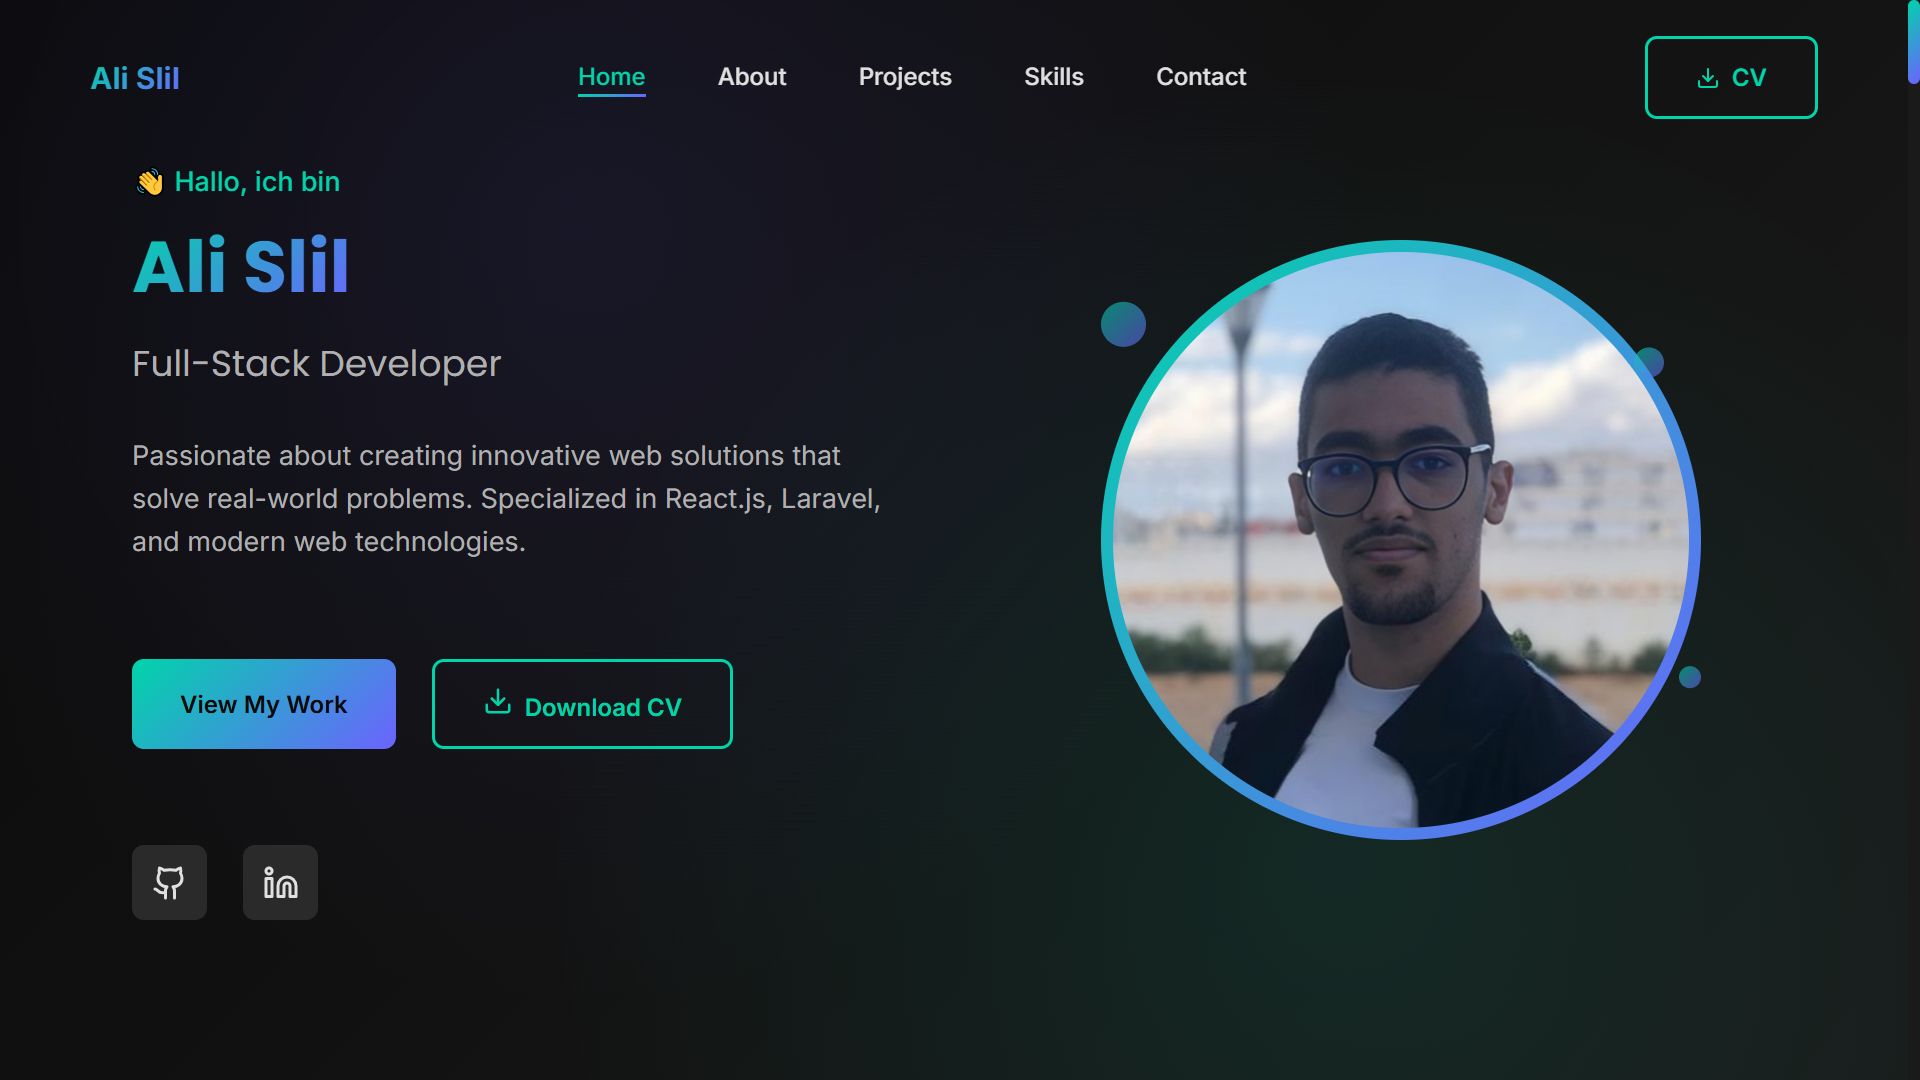 Ali Slil
Home
About
Projects
Skills
Contact
CV
👋 Hallo, ich bin
Ali Slil
Full-Stack Developer
Passionate about creating innovative web solutions that
solve real-world problems. Specialized in React.js, Laravel,
and modern web technologies.
View My Work
Download CV